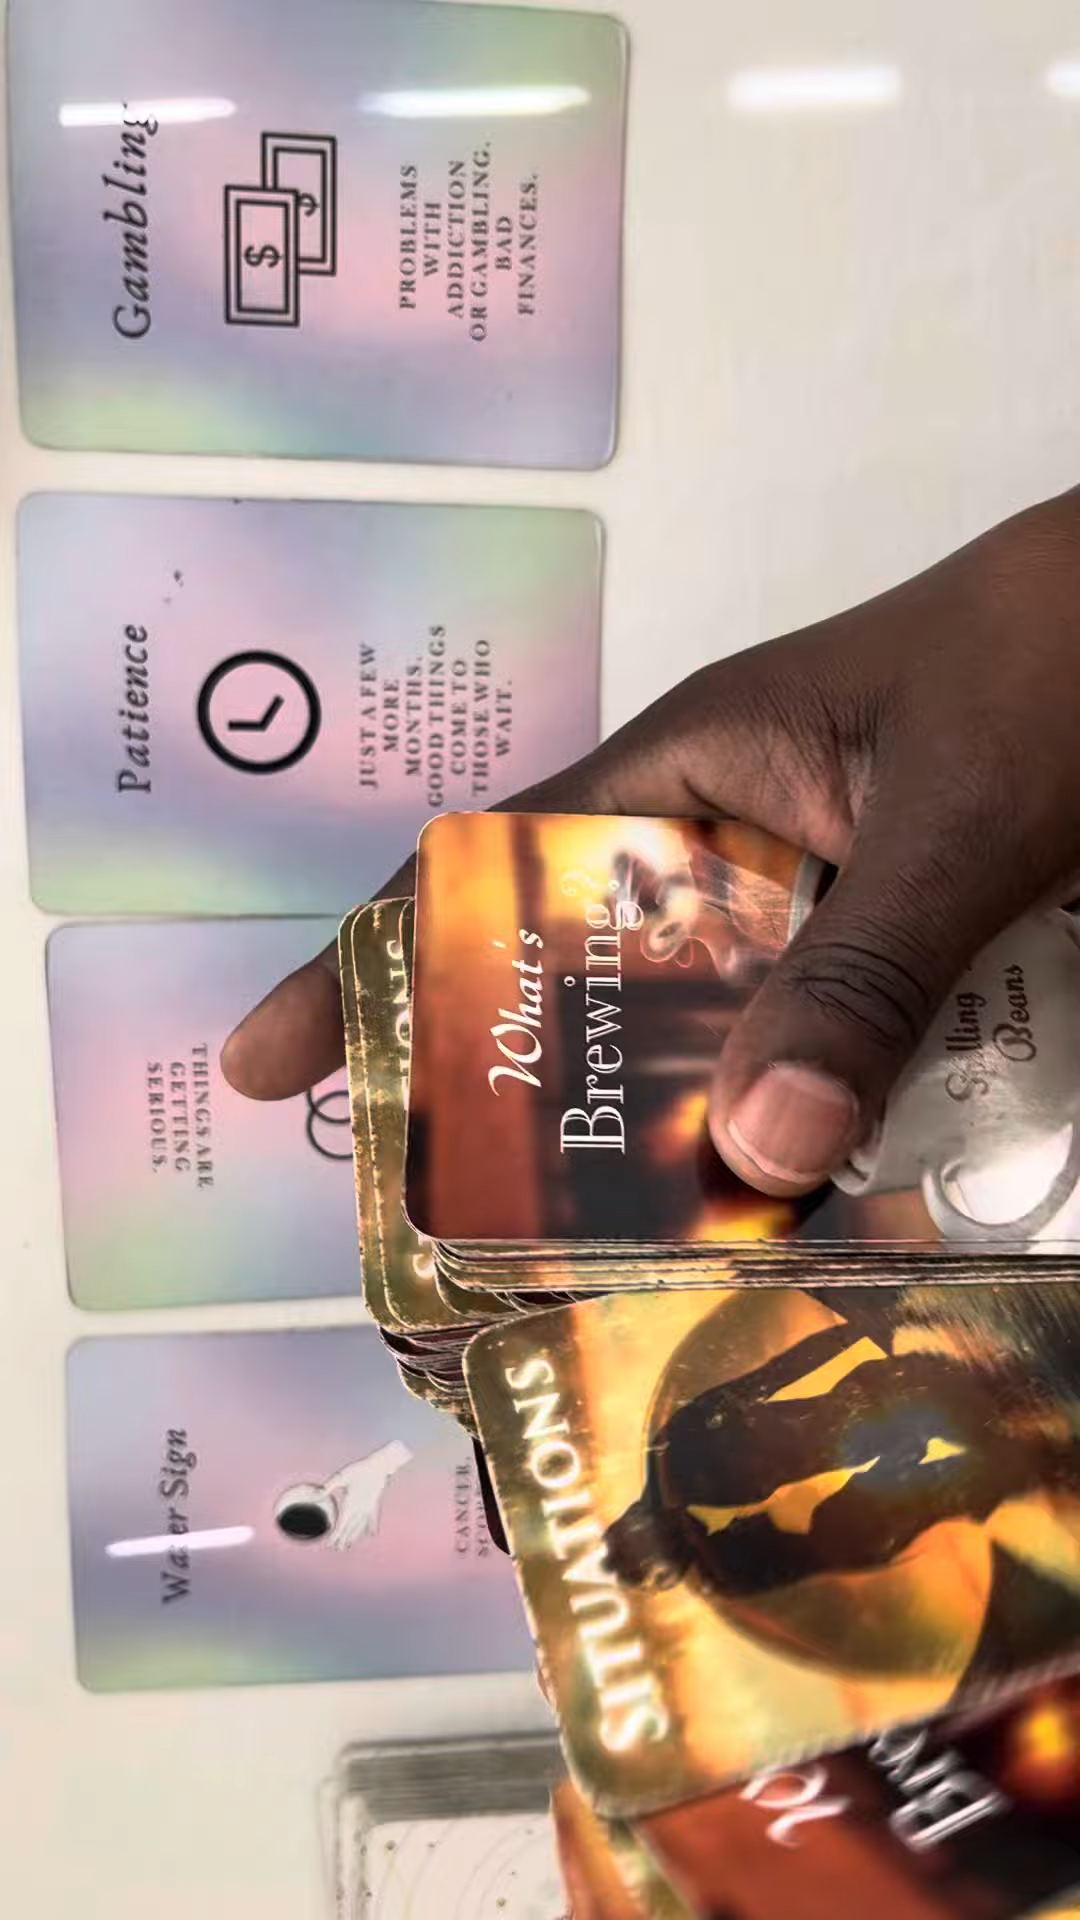 Gambling
$
$
PROBLEMS
WITH
ADDICTION
OR GAMBLING.
BAD
FINANCES.
Patience
JUST A FEW
MORE
MONTHS.
GOOD THINGS
COME TO
THOSE WHO
WAIT.
THINGS ARE
GETTING
SERIOUS.
Water Sign
CANCER,
What's
Brewing?
Spilling
Beans
SITUATIONS